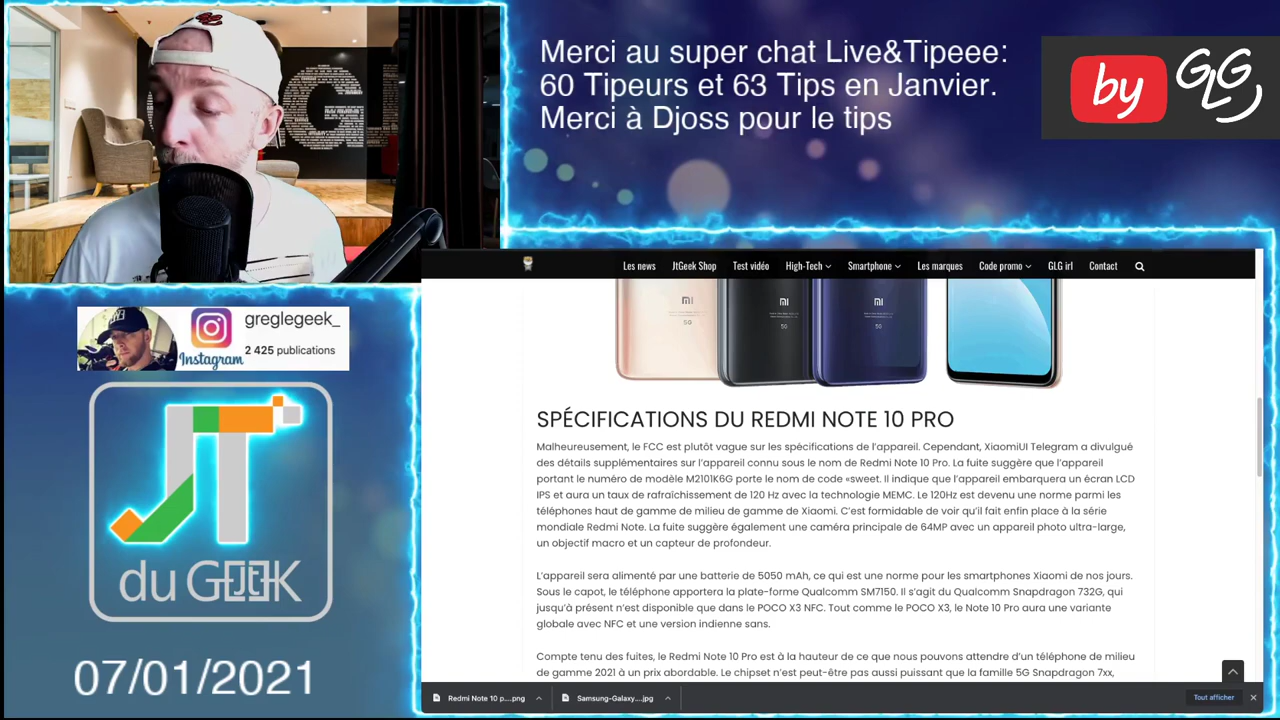 Merci au super chat Live&Tipeee:
60 Tipeurs et 63 Tips en Janvier.
Merci à Djoss pour le tips
by GLG
Les news JtGeek Shop Test vidéo High-Tech Smartphone Les marques Code promo GLG irl Contact
greglegeek_
Instagram
2 425 publications
MI
5G
MI
5G
MI
5G
SPÉCIFICATIONS DU REDMI NOTE 10 PRO
Malheureusement, le FCC est plutôt vague sur les spécifications de l'appareil. Cependant, XiaomiUI Telegram a divulgué
des détails supplémentaires sur l'appareil connu sous le nom de Redmi Note 10 Pro. La fuite suggère que l'appareil
portant le numéro de modèle M2101K6G porte le nom de code «sweet. Il indique que l'appareil embarquera un écran LCD
IPS et aura un taux de rafraîchissement de 120 Hz avec la technologie MEMC. Le 120Hz est devenu une norme parmi les
téléphones haut de gamme de milieu de gamme de Xiaomi. C'est formidable de voir qu'il fait enfin place à la série
mondiale Redmi Note. La fuite suggère également une caméra principale de 64MP avec un appareil photo ultra-large,
un objectif macro et un capteur de profondeur.
L'appareil sera alimenté par une batterie de 5050 mAh, ce qui est une norme pour les smartphones Xiaomi de nos jours.
Sous le capot, le téléphone apportera la plate-forme Qualcomm SM7150. Il s'agit du Qualcomm Snapdragon 732G, qui
jusqu'à présent n'est disponible que dans le POCO X3 NFC. Tout comme le POCO X3, le Note 10 Pro aura une variante
globale avec NFC et une version indienne sans.
Compte tenu des fuites, le Redmi Note 10 Pro est à la hauteur de ce que nous pouvons attendre d'un téléphone de milieu
de gamme 2021 à un prix abordable. Le chipset n'est peut-être pas aussi puissant que la famille 5G Snapdragon 7xx,
JT
du GEEK
07/01/2021
Redmi Note 10 p....png
Samsung-Galaxy....jpg
Tout afficher